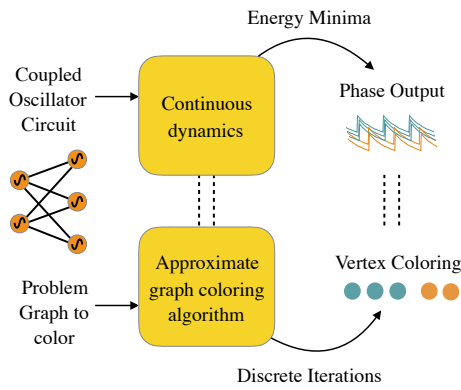 Energy Minima
Coupled
Oscillator
Circuit
Continuous
dynamics
Phase Output
Problem
Graph to
color
Approximate
graph coloring
algorithm
Vertex Coloring
Discrete Iterations